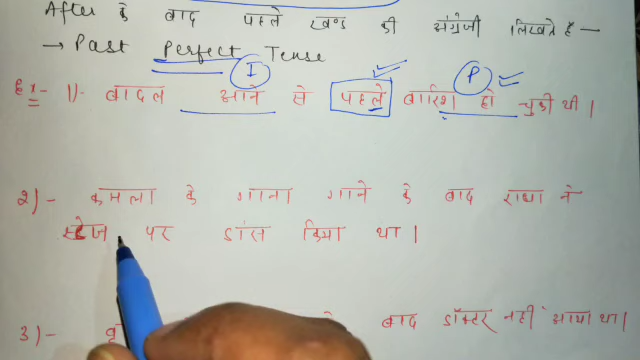 After के बाद पहले खण्ड की अंग्रेजी लिखते हैं —
→ Past Perfect Tense
I P
Ex- 1)- बादल आने से पहले बारिश हो चुकी थी |
2)- कमला के गाना गाने के बाद राधा ने
स्टेज पर डांस किया था |
3)- बाद डॉक्टर नहीं आया था |